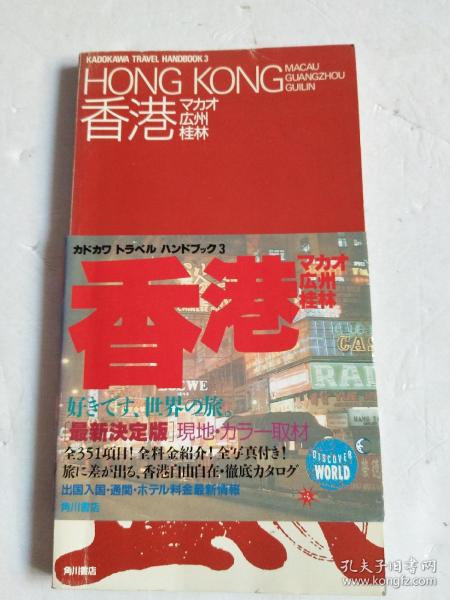 KADOKAWA TRAVEL HANDBOOK 3
HONG KONG
MACAU
GUANGZHOU
GUILIN
香港
マカオ
広州
桂林
カドカワ トラベル ハンドブック 3
香港
マカオ
広州
桂林
好きです、世界の旅。
[最新決定版]現地・カラー取材
全351項目!全料金紹介!全写真付き!
旅に差が出る、香港自由自在・徹底カタログ
出国入国・通関・ホテル料金最新情報
角川書店
DISCOVER
WORLD
角川書店
孔夫子旧书网